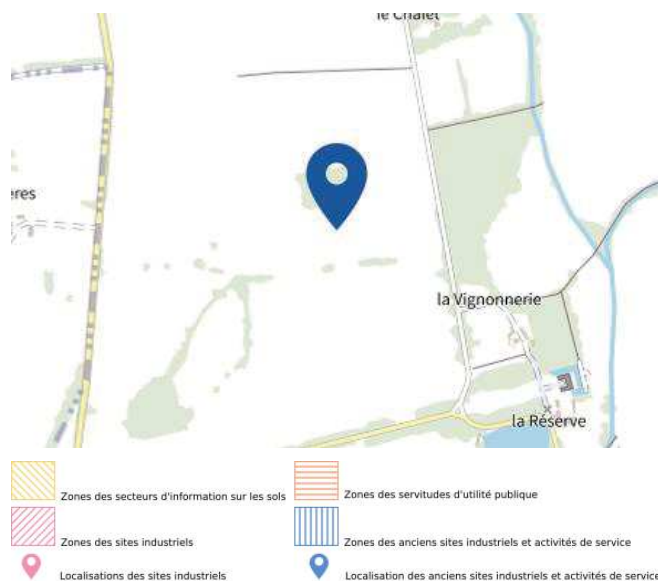 le Chalet
ères
la Vignonnerie
la Réserve
Zones des secteurs d'information sur les sols
Zones des servitudes d'utilité publique
Zones des sites industriels
Zones des anciens sites industriels et activités de service
Localisations des sites industriels
Localisation des anciens sites industriels et activités de service